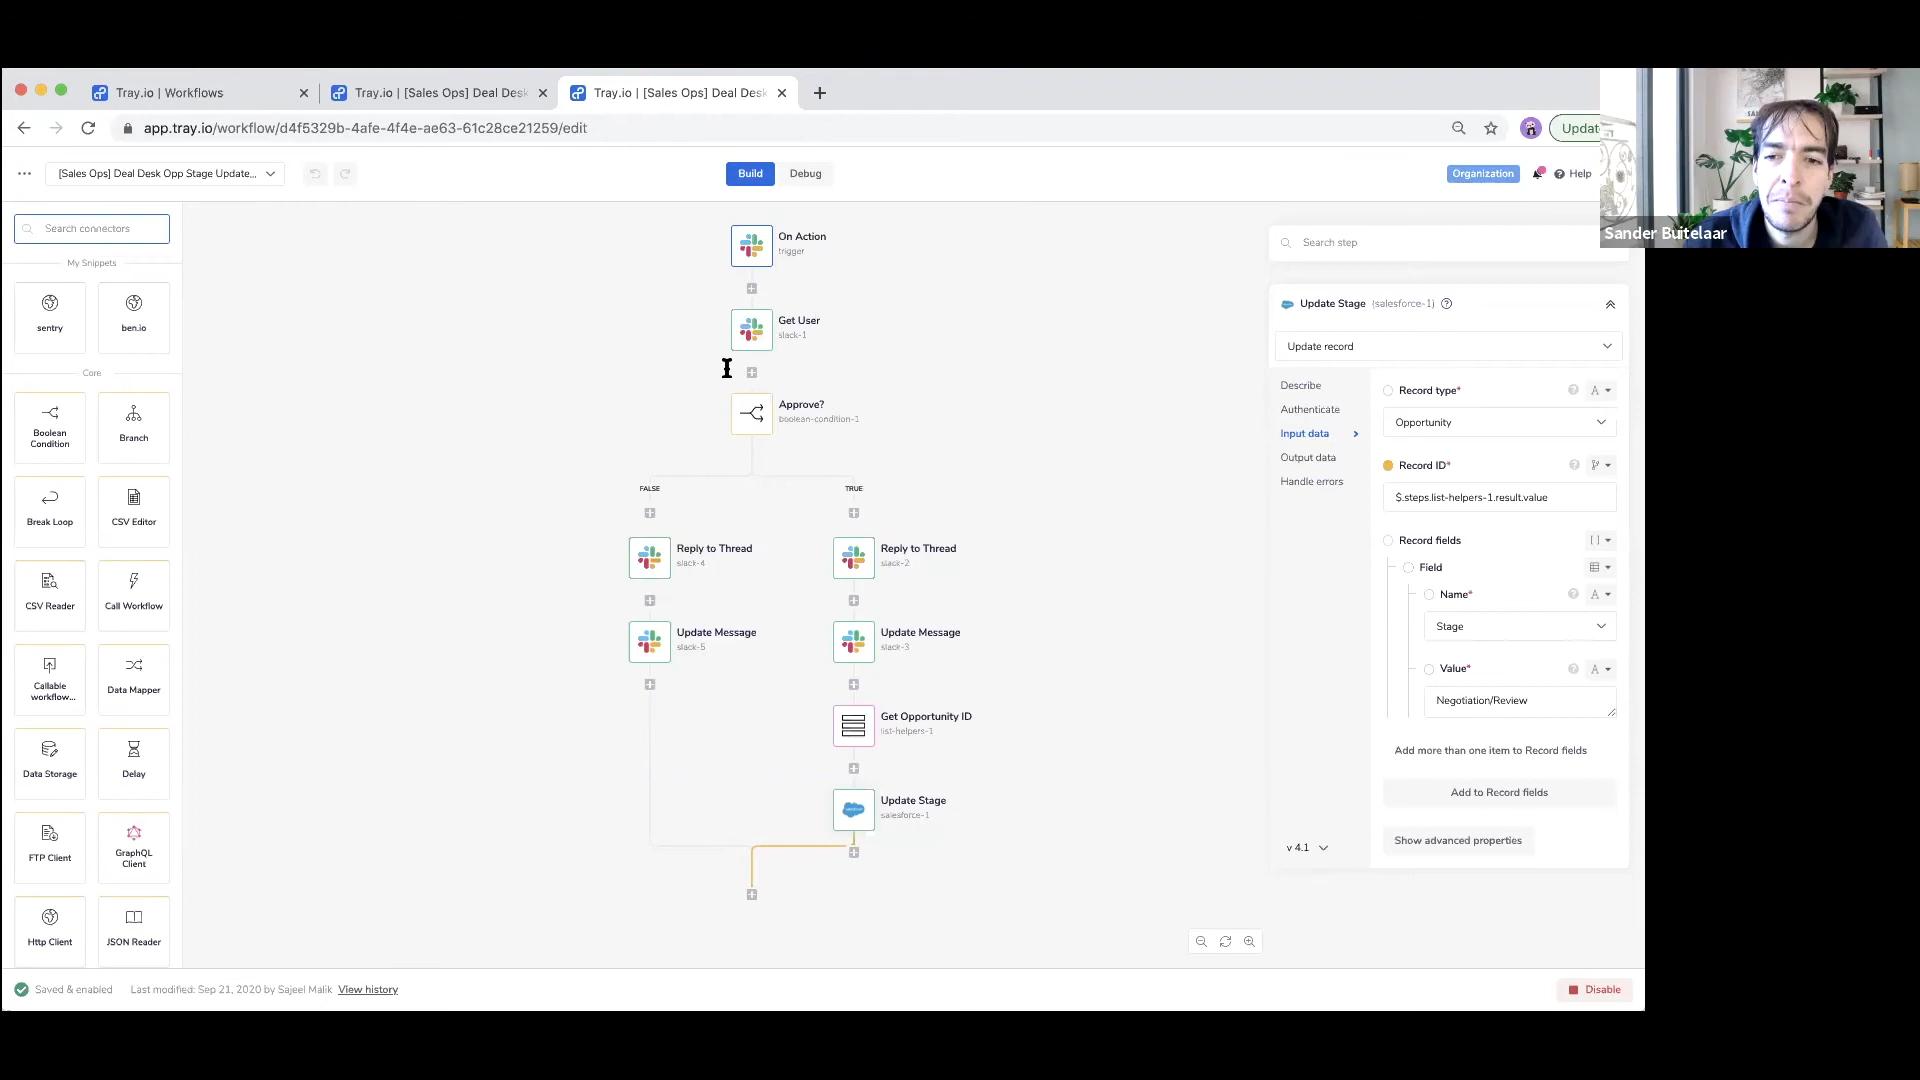 Tray.io | Workflows
Tray.io | [Sales Ops] Deal Desk
Tray.io | [Sales Ops] Deal Desk
app.tray.io/workflow/d4f5329b-4afe-4f4e-ae63-61c28ce21259/edit
Updat
[Sales Ops] Deal Desk Opp Stage Update...
Build
Debug
Organization
Help
Sander Buitelaar
Search connectors
My Snippets
sentry
ben.io
Core
Boolean Condition
Branch
Break Loop
CSV Editor
CSV Reader
Call Workflow
Callable workflow...
Data Mapper
Data Storage
Delay
FTP Client
GraphQL Client
Http Client
JSON Reader
On Action
trigger
Get User
slack-1
Approve?
boolean-condition-1
FALSE
TRUE
Reply to Thread
slack-4
Reply to Thread
slack-2
Update Message
slack-5
Update Message
slack-3
Get Opportunity ID
list-helpers-1
Update Stage
salesforce-1
Search step
Update Stage (salesforce-1)
Update record
Describe
Authenticate
Input data
Output data
Handle errors
v 4.1
Record type*
Opportunity
Record ID*
$.steps.list-helpers-1.result.value
Record fields
Field
Name*
Stage
Value*
Negotiation/Review
Add more than one item to Record fields
Add to Record fields
Show advanced properties
Saved & enabled
Last modified: Sep 21, 2020 by Sajeel Malik
View history
Disable